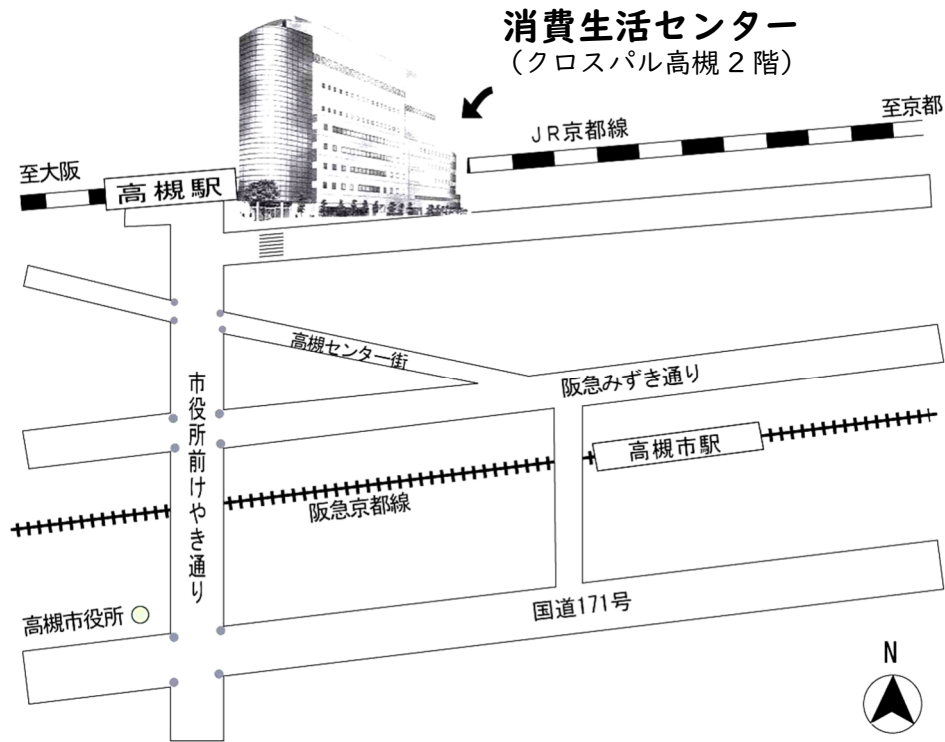 消費生活センター
（クロスパル高槻２階）
至京都
JR京都線
至大阪
高槻駅
高槻センター街
阪急みずき通り
市役所前けやき通り
高槻市駅
阪急京都線
高槻市役所
国道171号
N